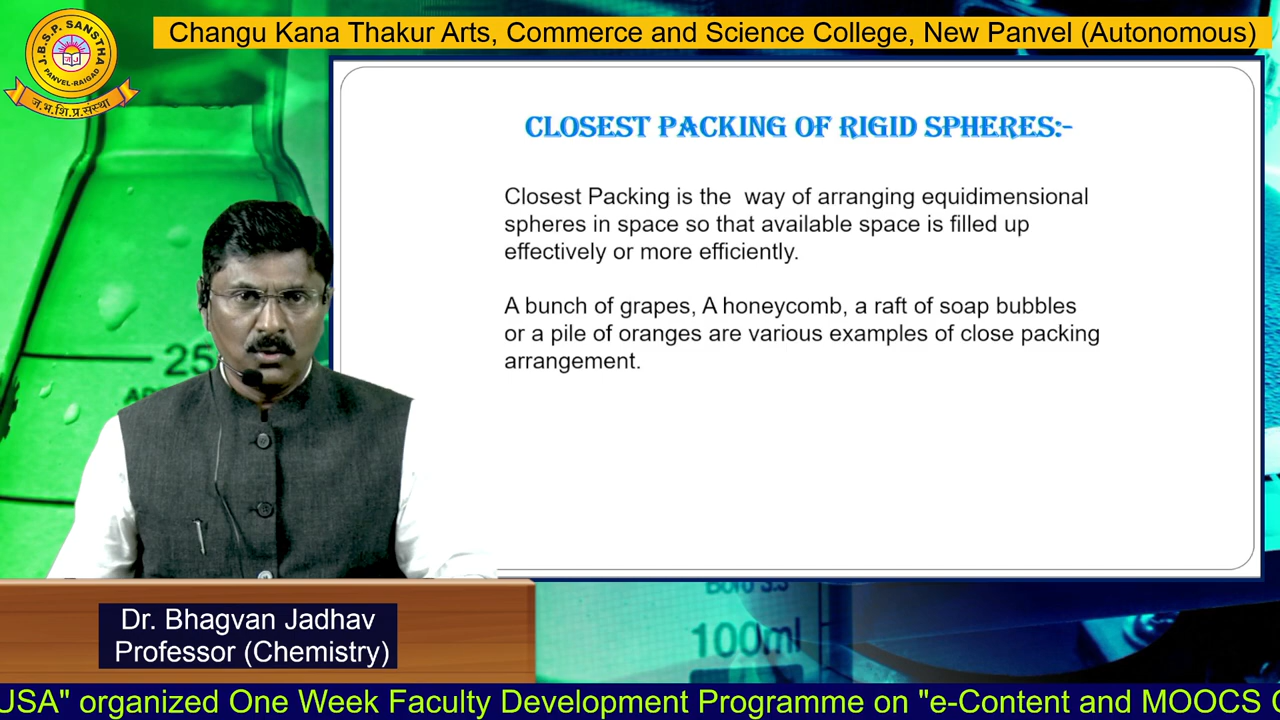 Changu Kana Thakur Arts, Commerce and Science College, New Panvel (Autonomous)
J.B.S.P. SANSTHA
PANVEL-RAIGAD
ज.भ.शि.प्र.संस्था
CLOSEST PACKING OF RIGID SPHERES:-
Closest Packing is the way of arranging equidimensional
spheres in space so that available space is filled up
effectively or more efficiently.
A bunch of grapes, A honeycomb, a raft of soap bubbles
or a pile of oranges are various examples of close packing
arrangement.
25
100ml
Dr. Bhagvan Jadhav
Professor (Chemistry)
USA" organized One Week Faculty Development Programme on "e-Content and MOOCS